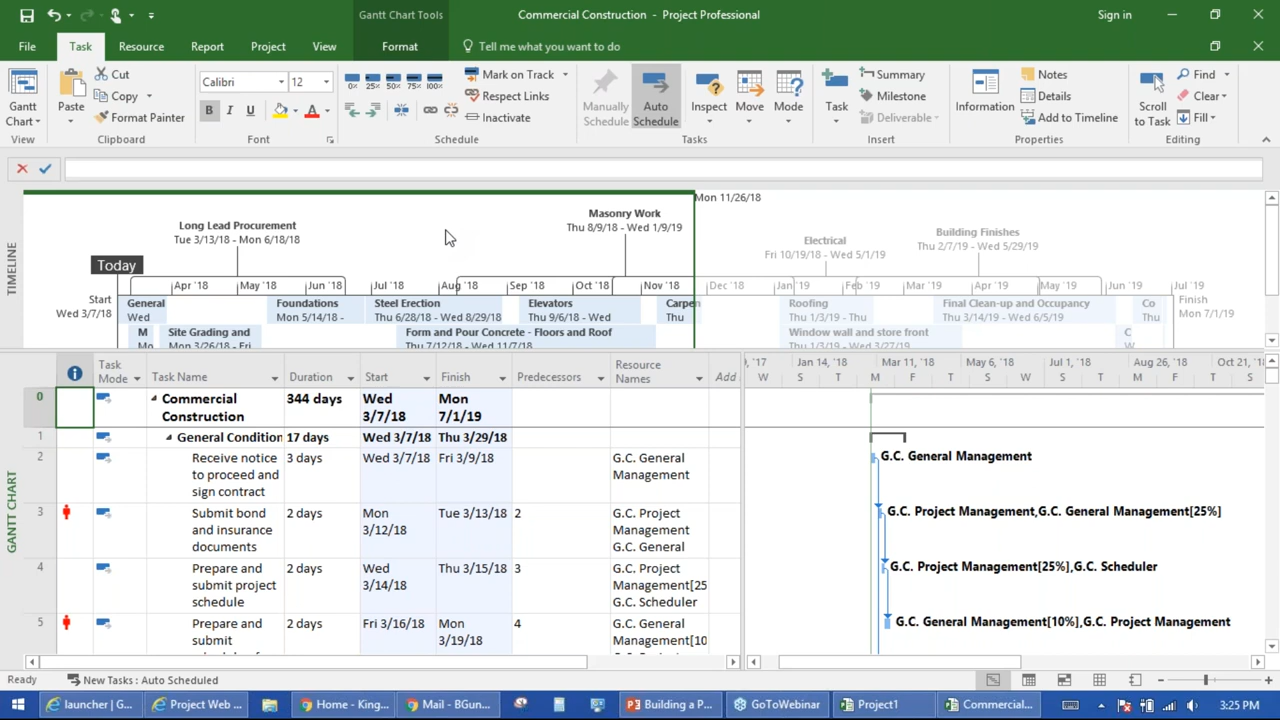 Gantt Chart Tools
Commercial Construction - Project Professional
Sign in
File
Task
Resource
Report
Project
View
Format
Tell me what you want to do
Gantt
Chart
View
Paste
Cut
Copy
Format Painter
Clipboard
Calibri
12
B I U
A
Font
0% 25% 50% 75% 100%
Mark on Track
Respect Links
Inactivate
Schedule
Manually
Schedule
Auto
Schedule
Inspect
Move
Mode
Tasks
Task
Summary
Milestone
Deliverable
Insert
Information
Notes
Details
Add to Timeline
Properties
Scroll
to Task
Find
Clear
Fill
Editing
TIMELINE
Mon 11/26/18
Long Lead Procurement
Tue 3/13/18 - Mon 6/18/18
Masonry Work
Thu 8/9/18 - Wed 1/9/19
Electrical
Fri 10/19/18 - Wed 5/1/19
Building Finishes
Thu 2/7/19 - Wed 5/29/19
Today
Apr '18 May '18 Jun '18 Jul '18 Aug '18 Sep '18 Oct '18 Nov '18 Dec '18 Jan '19 Feb '19 Mar '19 Apr '19 May '19 Jun '19 Jul '19
Start
Wed 3/7/18
Finish
Mon 7/1/19
General
Foundations
Mon 5/14/18 -
Steel Erection
Thu 6/28/18 - Wed 8/29/18
Elevators
Thu 9/6/18 - Wed
Carpen
Thu
Roofing
Thu 1/3/19 - Thu
Final Clean-up and Occupancy
Thu 3/14/19 - Wed 6/5/19
Co
Thu
M
Mo
Site Grading and
Mon 3/26/18 - Fri
Form and Pour Concrete - Floors and Roof
Thu 7/12/18 - Wed 11/7/18
Window wall and store front
Thu 1/3/19 - Wed 3/27/19
C
W
GANTT CHART
Task
Mode
Task Name
Duration
Start
Finish
Predecessors
Resource
Names
Add
, '17 Jan 14, '18 Mar 11, '18 May 6, '18 Jul 1, '18 Aug 26, '18 Oct 21, '18
W S T M F T S W S T M F T S
0
Commercial
Construction
344 days
Wed
3/7/18
Mon
7/1/19
1
General Condition
17 days
Wed 3/7/18
Thu 3/29/18
2
Receive notice
to proceed and
sign contract
3 days
Wed 3/7/18
Fri 3/9/18
G.C. General
Management
G.C. General Management
3
Submit bond
and insurance
documents
2 days
Mon
3/12/18
Tue 3/13/18
2
G.C. Project
Management
G.C. General
G.C. Project Management,G.C. General Management[25%]
4
Prepare and
submit project
schedule
2 days
Wed
3/14/18
Thu 3/15/18
3
G.C. Project
Management[25
G.C. Scheduler
G.C. Project Management[25%],G.C. Scheduler
5
Prepare and
submit
2 days
Fri 3/16/18
Mon
3/19/18
4
G.C. General
Management[10
G.C. General Management[10%],G.C. Project Management
Ready
New Tasks : Auto Scheduled
launcher | G...
Project Web ...
Home - King...
Mail - BGun...
Building a P...
GoToWebinar
Project1
Commercial...
3:25 PM